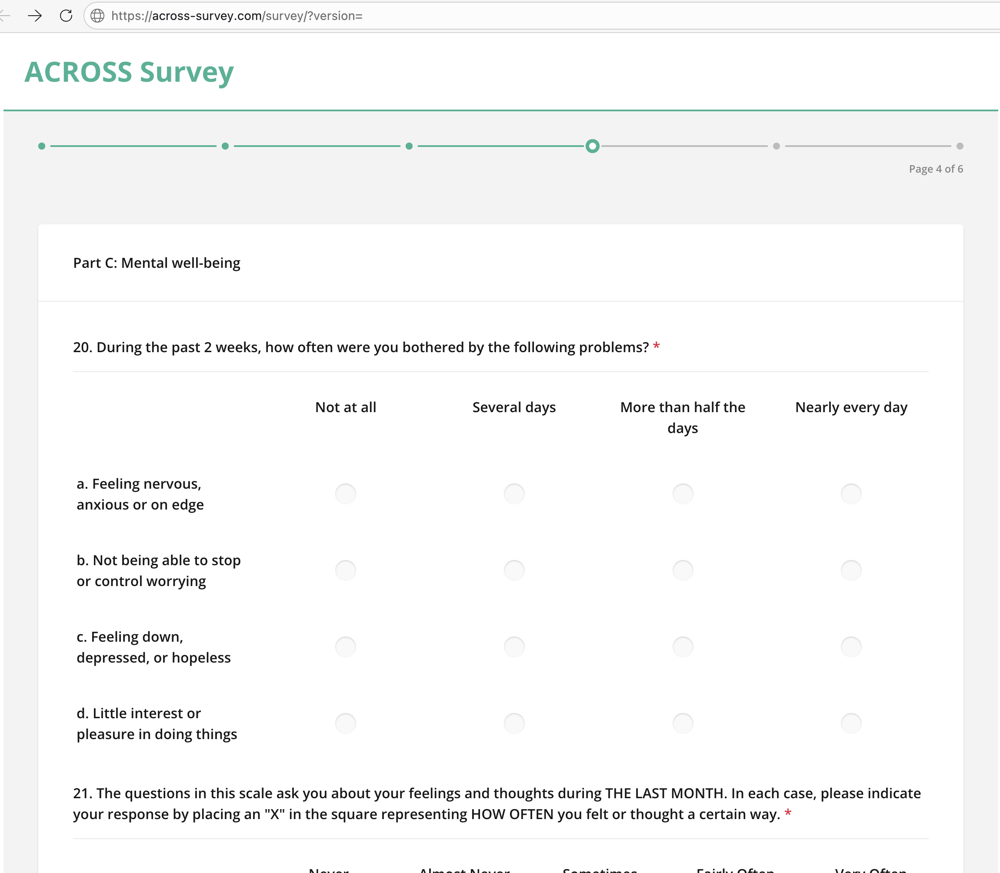 https://across-survey.com/survey/?version=
ACROSS Survey
Page 4 of 6
Part C: Mental well-being
20. During the past 2 weeks, how often were you bothered by the following problems? *
Not at all Several days More than half the days Nearly every day
a. Feeling nervous,
anxious or on edge
b. Not being able to stop
or control worrying
c. Feeling down,
depressed, or hopeless
d. Little interest or
pleasure in doing things
21. The questions in this scale ask you about your feelings and thoughts during THE LAST MONTH. In each case, please indicate
your response by placing an "X" in the square representing HOW OFTEN you felt or thought a certain way. *
Never Almost Never Sometimes Fairly Often Very Often